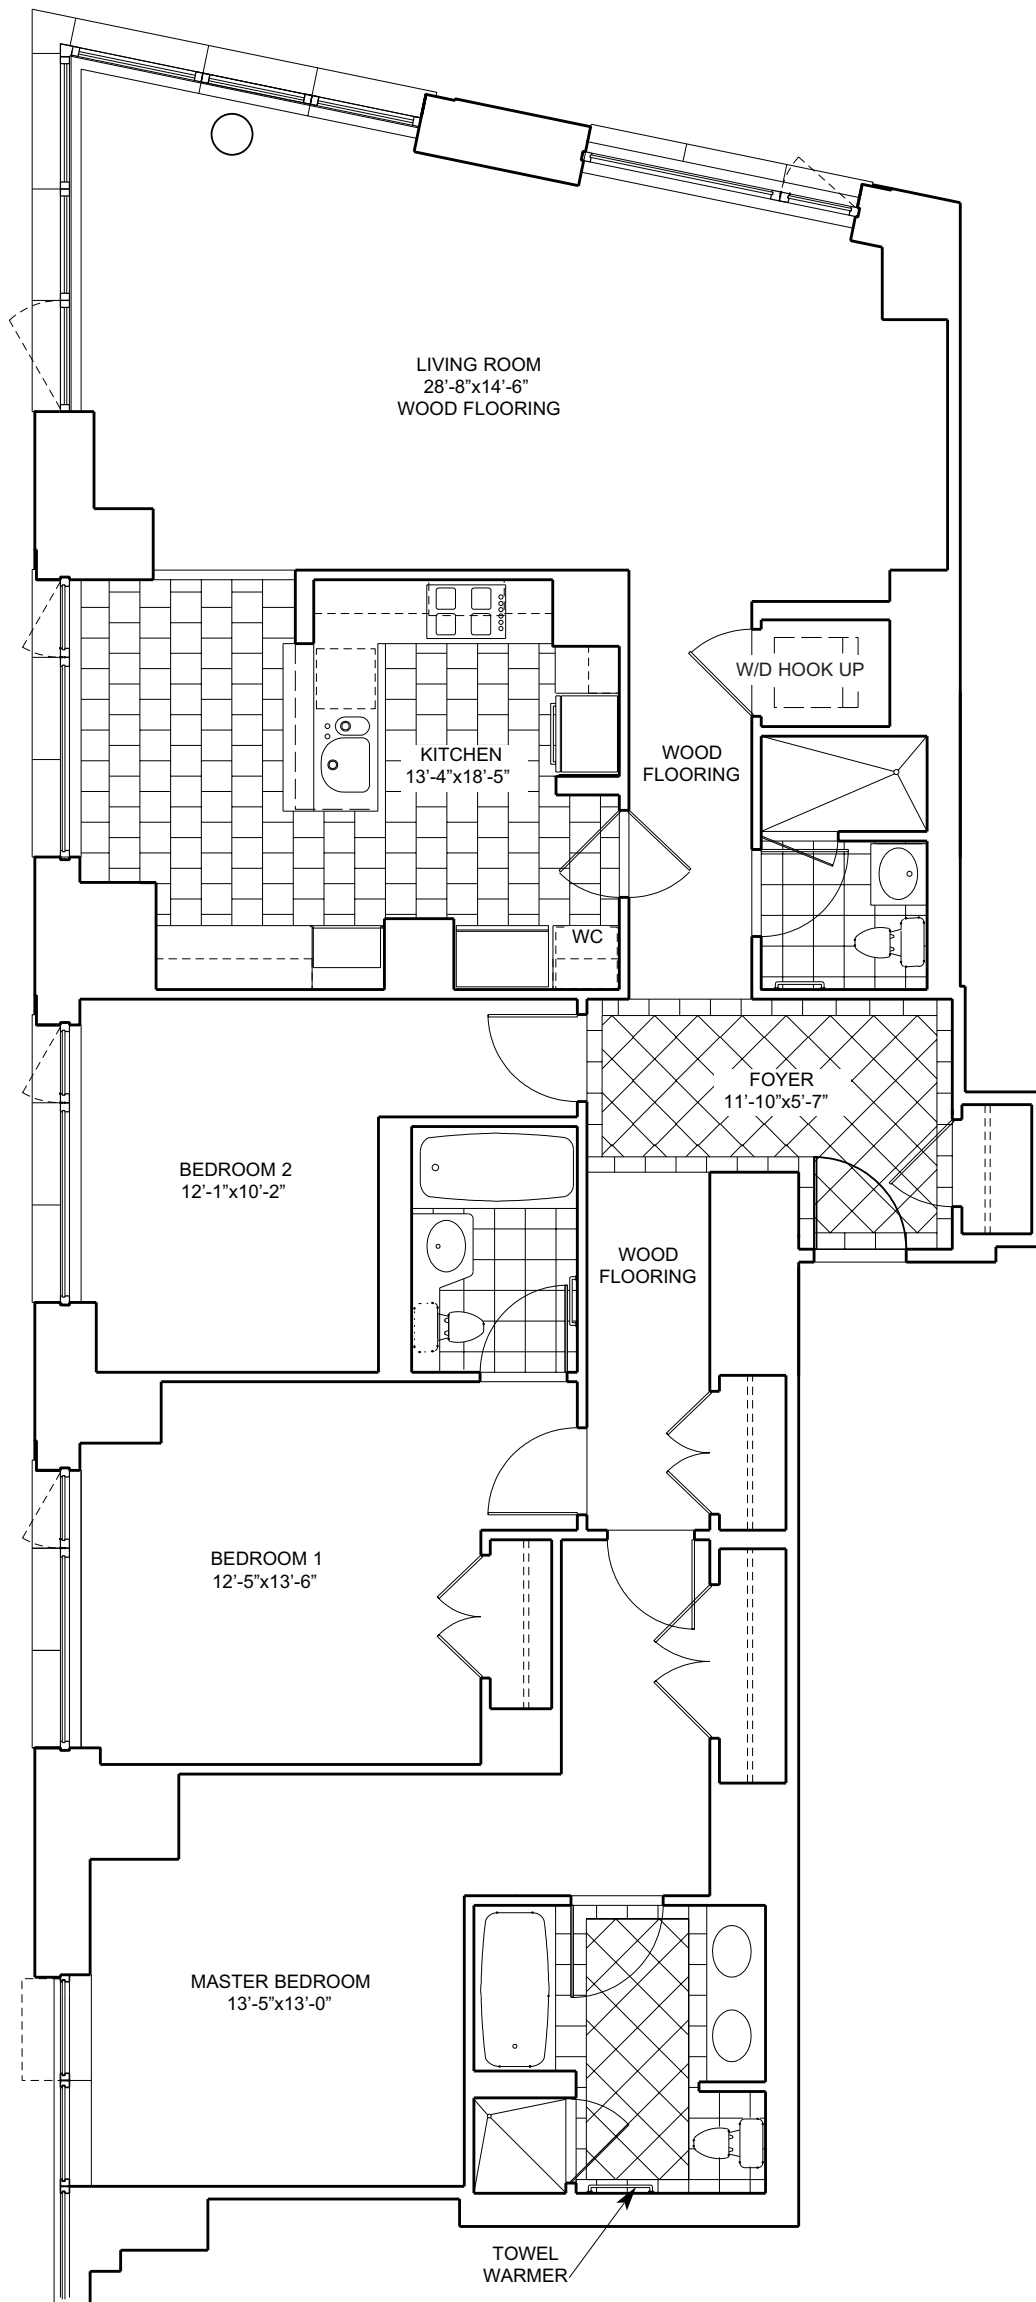 LIVING ROOM
28'-8”x14'-6”
WOOD FLOORING
W/D HOOK UP
KITCHEN
13'-4”x18'-5”
WOOD
FLOORING
WC
FOYER
11'-10”x5'-7”
BEDROOM 2
12'-1”x10'-2”
WOOD
FLOORING
BEDROOM 1
12'-5”x13'-6”
MASTER BEDROOM
13'-5”x13'-0”
TOWEL
WARMER